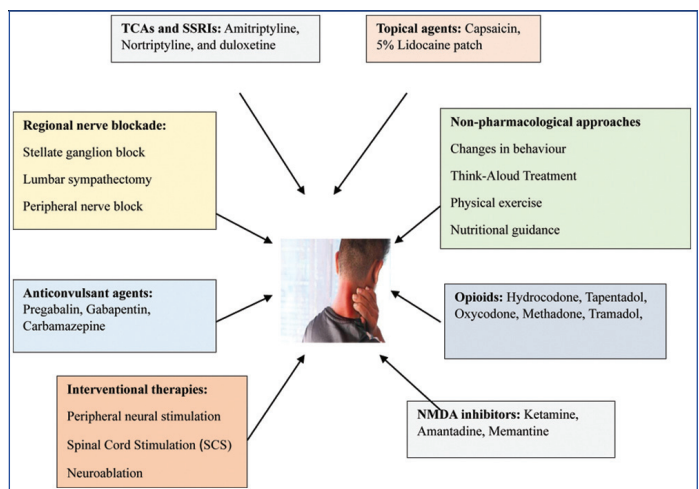 TCAs and SSRIs: Amitriptyline,
Nortriptyline, and duloxetine
Topical agents: Capsaicin,
5% Lidocaine patch
Regional nerve blockade:
Stellate ganglion block
Lumbar sympathectomy
Peripheral nerve block
Non-pharmacological approaches
Changes in behaviour
Think-Aloud Treatment
Physical exercise
Nutritional guidance
Anticonvulsant agents:
Pregabalin, Gabapentin,
Carbamazepine
Opioids: Hydrocodone, Tapentadol,
Oxycodone, Methadone, Tramadol,
Interventional therapies:
Peripheral neural stimulation
Spinal Cord Stimulation (SCS)
Neuroablation
NMDA inhibitors: Ketamine,
Amantadine, Memantine